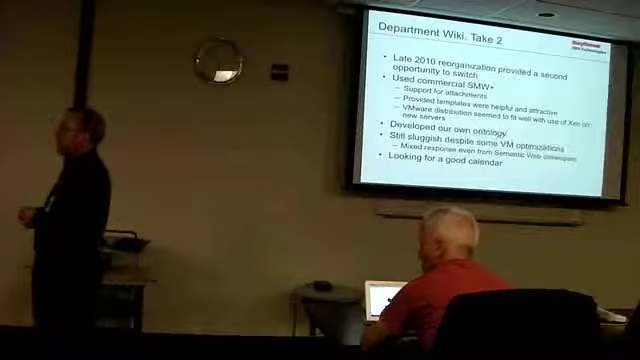 Department Wiki, Take 2
• Late 2010 reorganization provided a second
opportunity to switch
• Used commercial SMW+
– Support for attachments
– Provided templates were helpful and attractive
– VMware distribution seemed to fit well with use of Xen on
new servers
• Developed our own ontology
• Still sluggish despite some VM optimizations
– Mixed response even from Semantic Web developers
• Looking for a good calendar